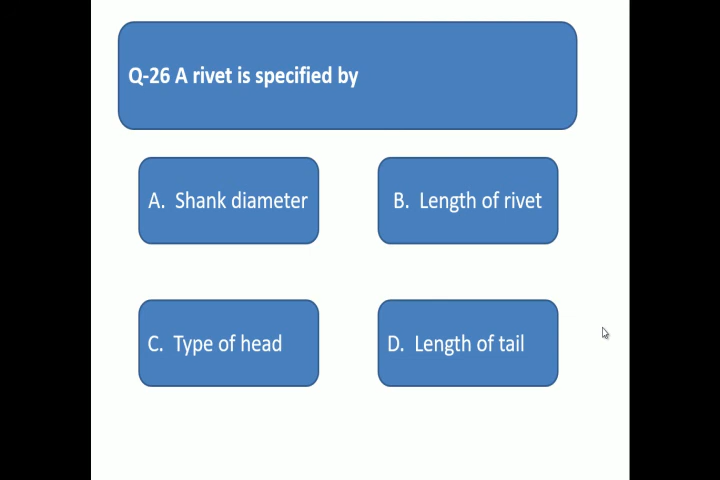 Q-26 A rivet is specified by
A. Shank diameter
B. Length of rivet
C. Type of head
D. Length of tail